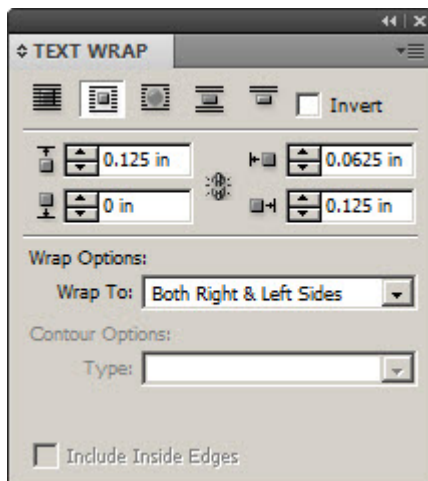 TEXT WRAP
Invert
0.125 in 0.0625 in
0 in 0.125 in
Wrap Options:
Wrap To: Both Right & Left Sides
Contour Options:
Type:
Include Inside Edges